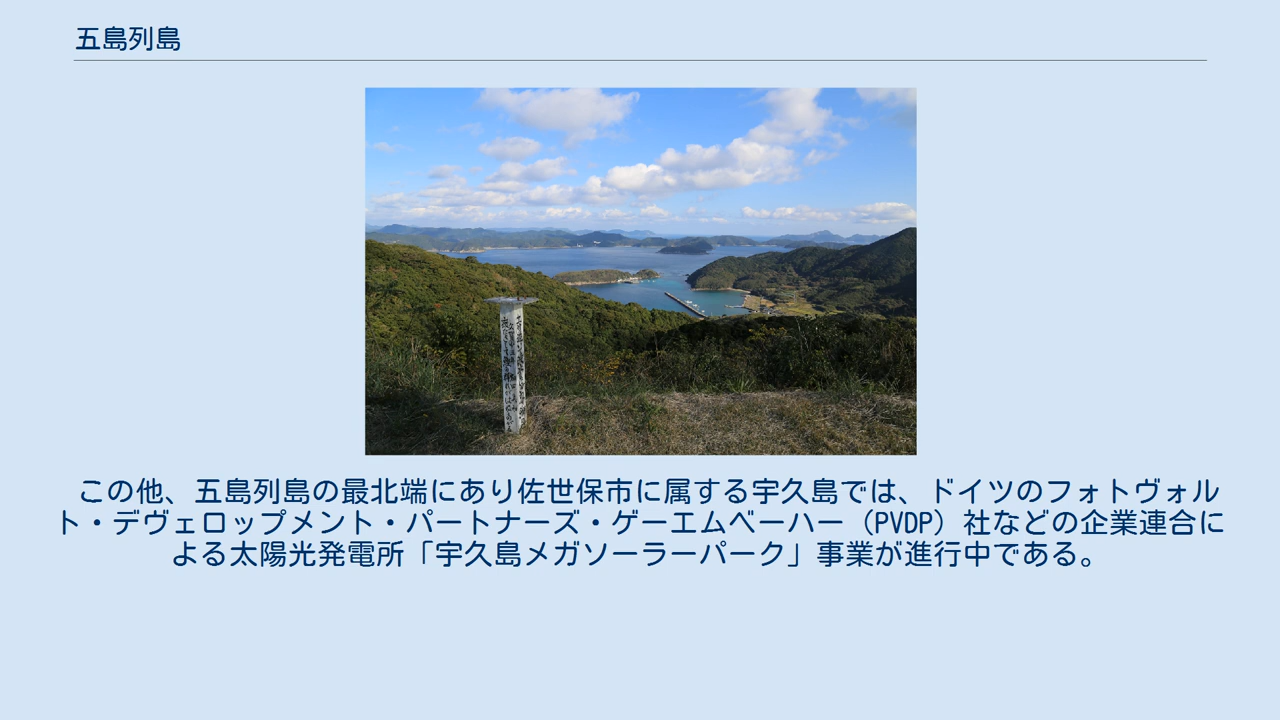 五島列島
この他、五島列島の最北端にあり佐世保市に属する宇久島では、ドイツのフォトヴォル
ト・デヴェロップメント・パートナーズ・ゲーエムベーハー（PVDP）社などの企業連合に
よる太陽光発電所「宇久島メガソーラーパーク」事業が進行中である。